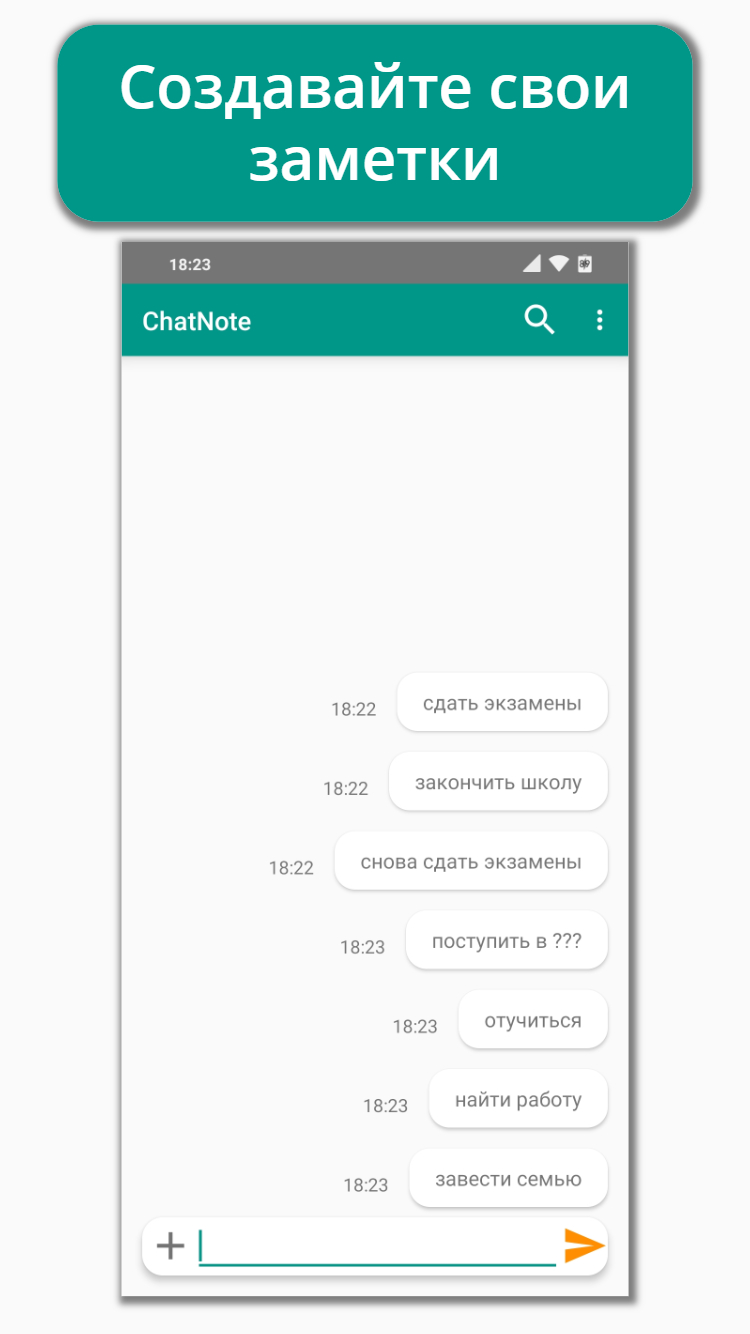 Создавайте свои
заметки
18:23
ChatNote
18:22 сдать экзамены
18:22 закончить школу
18:22 снова сдать экзамены
18:23 поступить в ???
18:23 отучиться
18:23 найти работу
18:23 завести семью